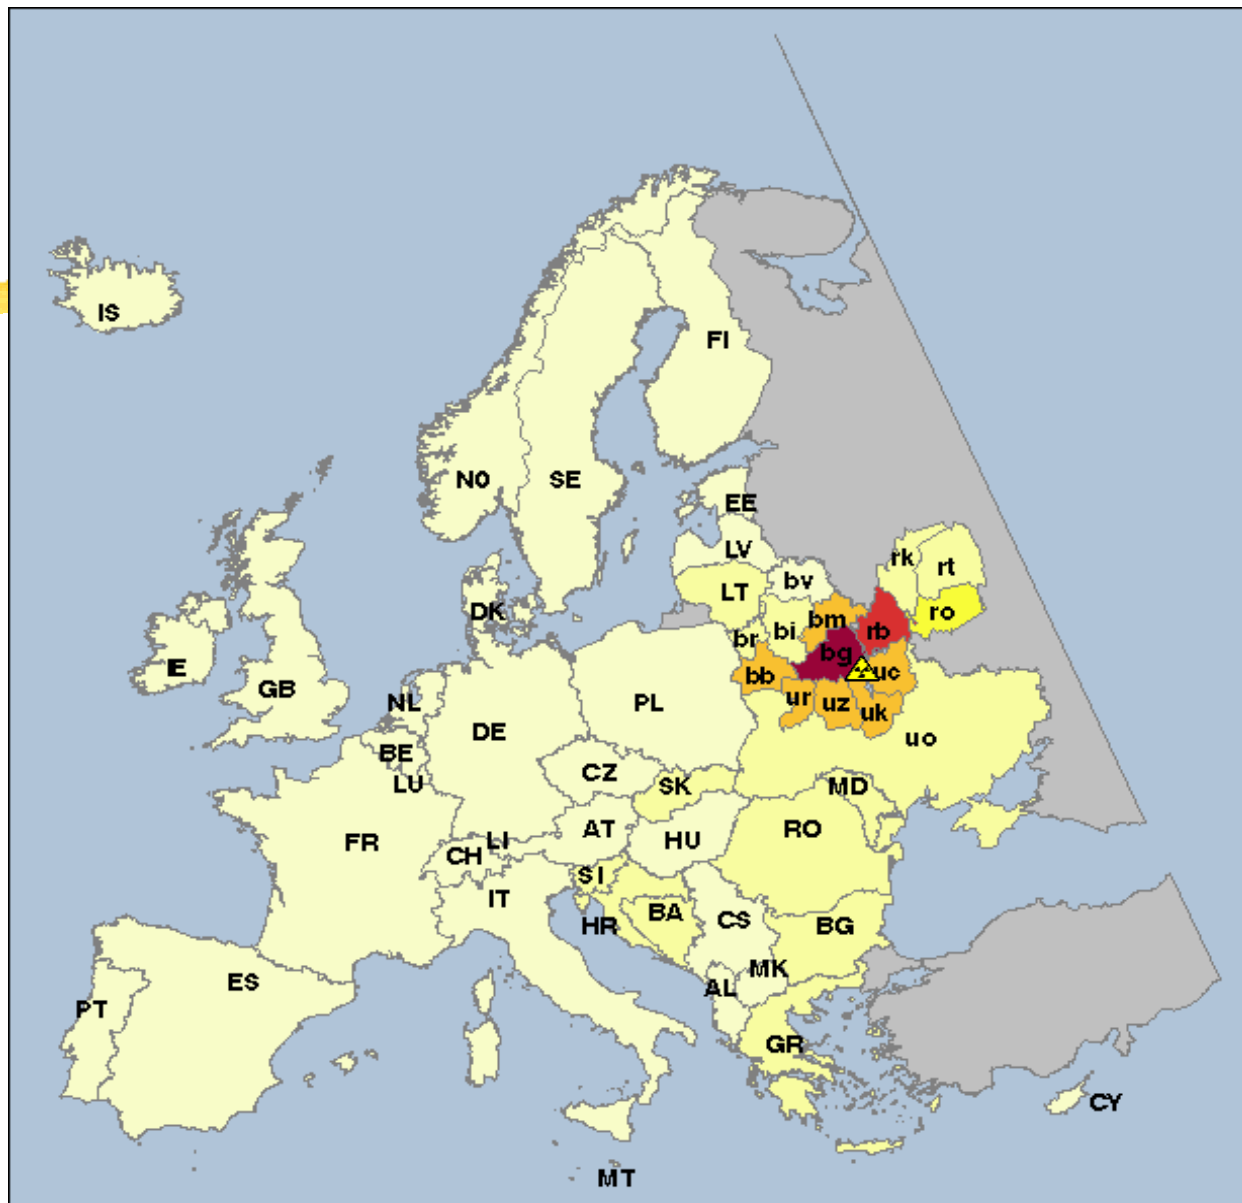 IS
FI
NO
SE
EE
LV
LT
bv
rk
rt
ro
DK
bm
rb
br
bi
bg
bb
uc
IE
GB
NL
ur
uz
uk
PL
DE
BE
uo
LU
CZ
SK
MD
FR
LI
AT
HU
RO
CH
IT
SI
HR
BA
CS
BG
ES
MK
AL
PT
GR
CY
MT